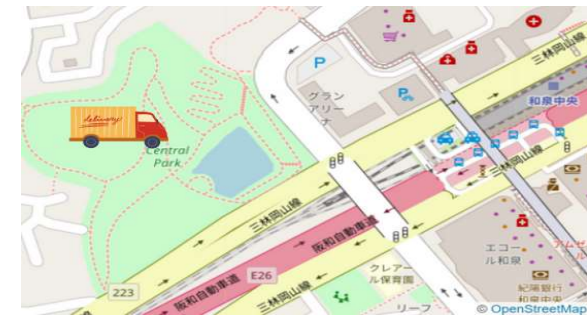 P
グラン
アリー
ナ
P
三林岡山線
和泉中央
delivery
Central
Park
三林岡山線
三林岡山線
阪和自動車道
E26
223
阪和自動車道
クレアー
ル保育園
リーフ
エコー
ル和泉
紀陽銀行
和泉中央
© OpenStreetMap